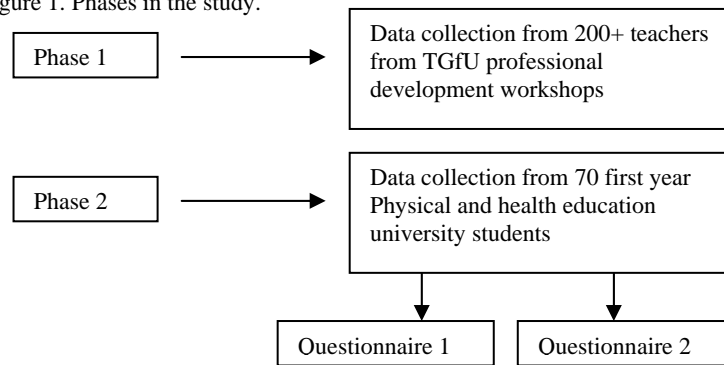 gure 1. Phases in the study.
Phase 1
Data collection from 200+ teachers
from TGfU professional
development workshops
Phase 2
Data collection from 70 first year
Physical and health education
university students
Questionnaire 1
Questionnaire 2